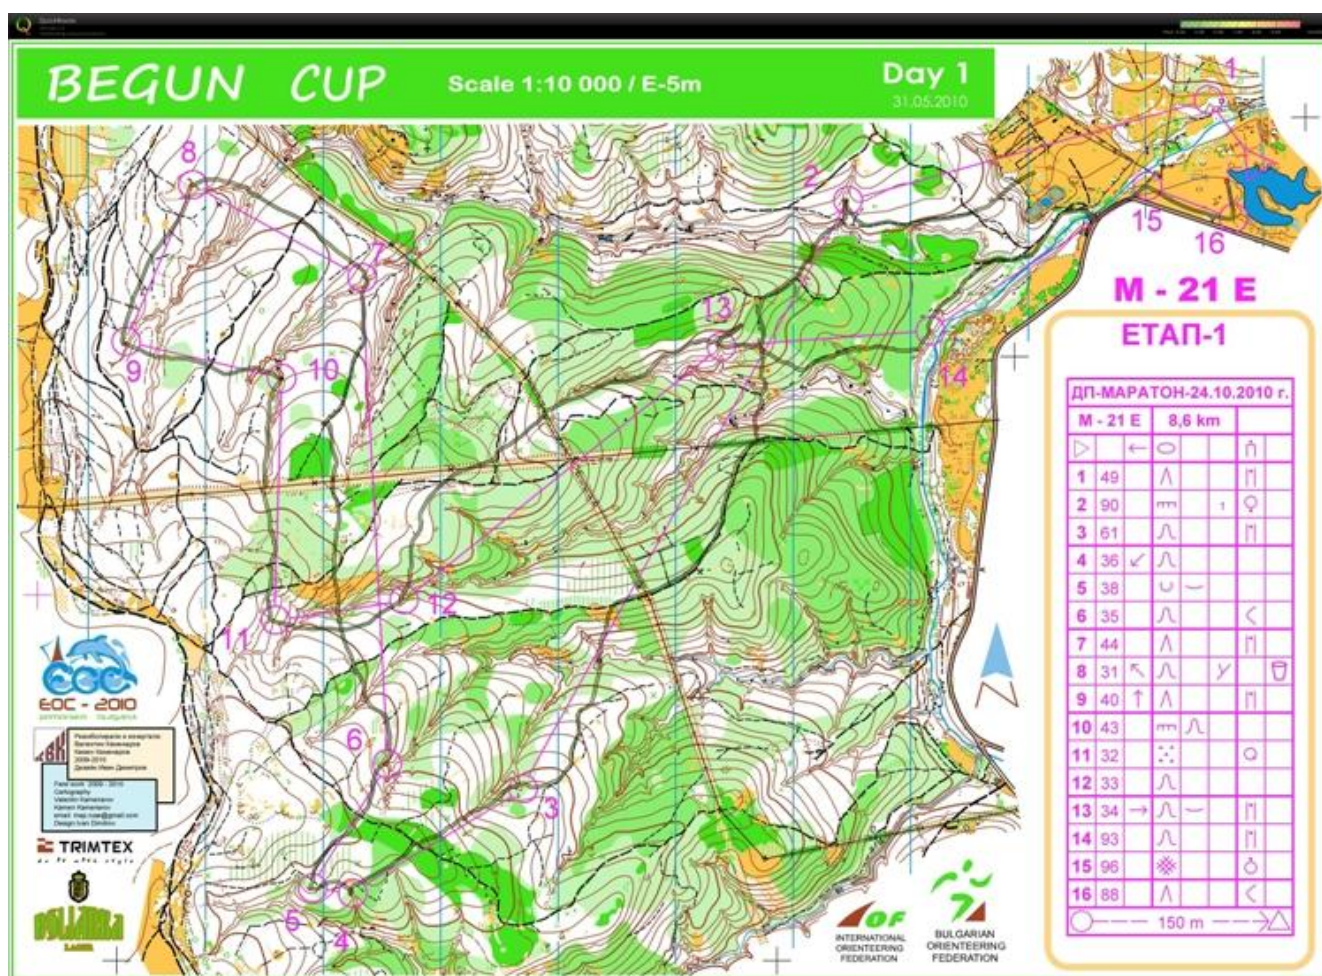 BEGUN CUP
Scale 1:10 000 / E-5m
Day 1
31.05.2010
1
2
3
4
5
6
7
8
9
10
11
12
13
14
15
16
M - 21 E
ЕТАП-1
ДП-МАРАТОН-24.10.2010 г.
M - 21 E 8,6 km
1 49
2 90 1
3 61
4 36
5 38
6 35
7 44
8 31
9 40
10 43
11 32
12 33
13 34
14 93
15 96
16 88
150 m
EOC - 2010
TRIMTEX
IOF
INTERNATIONAL
ORIENTEERING
FEDERATION
BULGARIAN
ORIENTEERING
FEDERATION